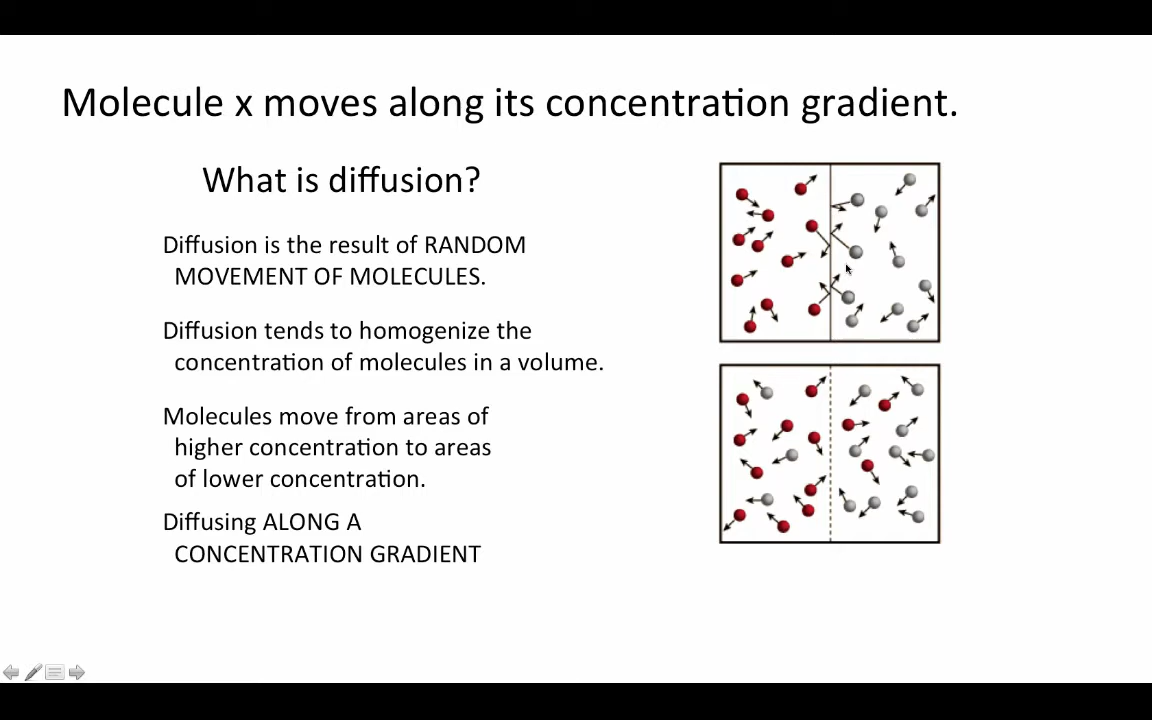 Molecule x moves along its concentration gradient.
What is diffusion?
Diffusion is the result of RANDOM
MOVEMENT OF MOLECULES.
Diffusion tends to homogenize the
concentration of molecules in a volume.
Molecules move from areas of
higher concentration to areas
of lower concentration.
Diffusing ALONG A
CONCENTRATION GRADIENT